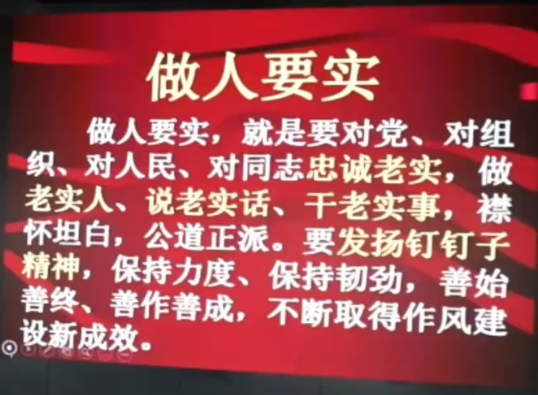 做人要实
做人要实，就是要对党、对组
织、对人民、对同志忠诚老实，做
老实人、说老实话、干老实事，襟
怀坦白，公道正派。要发扬钉钉子
精神，保持力度、保持韧劲，善始
善终、善作善成，不断取得作风建
设新成效。